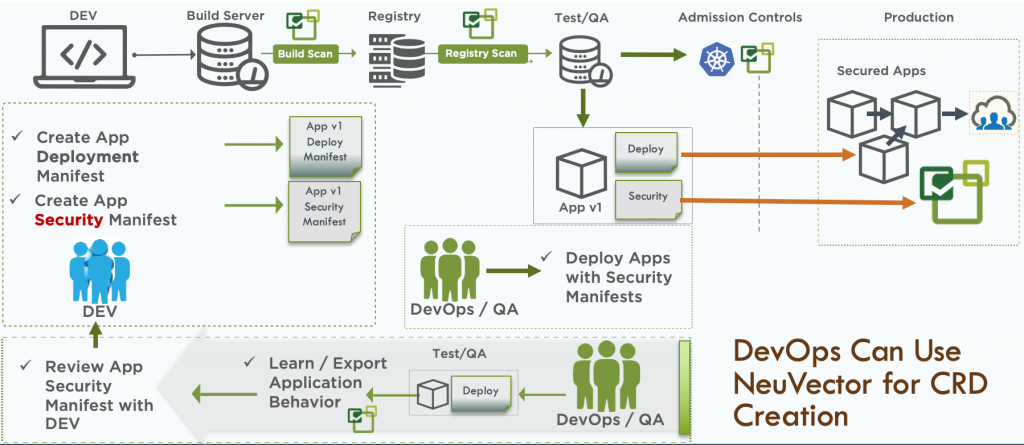 DEV
Build Server
Registry
Test/QA
Admission Controls
Production
Build Scan
Registry Scan
Secured Apps
✓ Create App
Deployment
Manifest
App v1
Deploy
Manifest
✓ Create App
Security Manifest
App v1
Security
Manifest
DEV
App v1
Deploy
Security
DevOps / QA
✓ Deploy Apps
with Security
Manifests
✓ Review App
Security
Manifest with
DEV
✓ Learn / Export
Application
Behavior
Test/QA
Deploy
DevOps / QA
DevOps Can Use
NeuVector for CRD
Creation